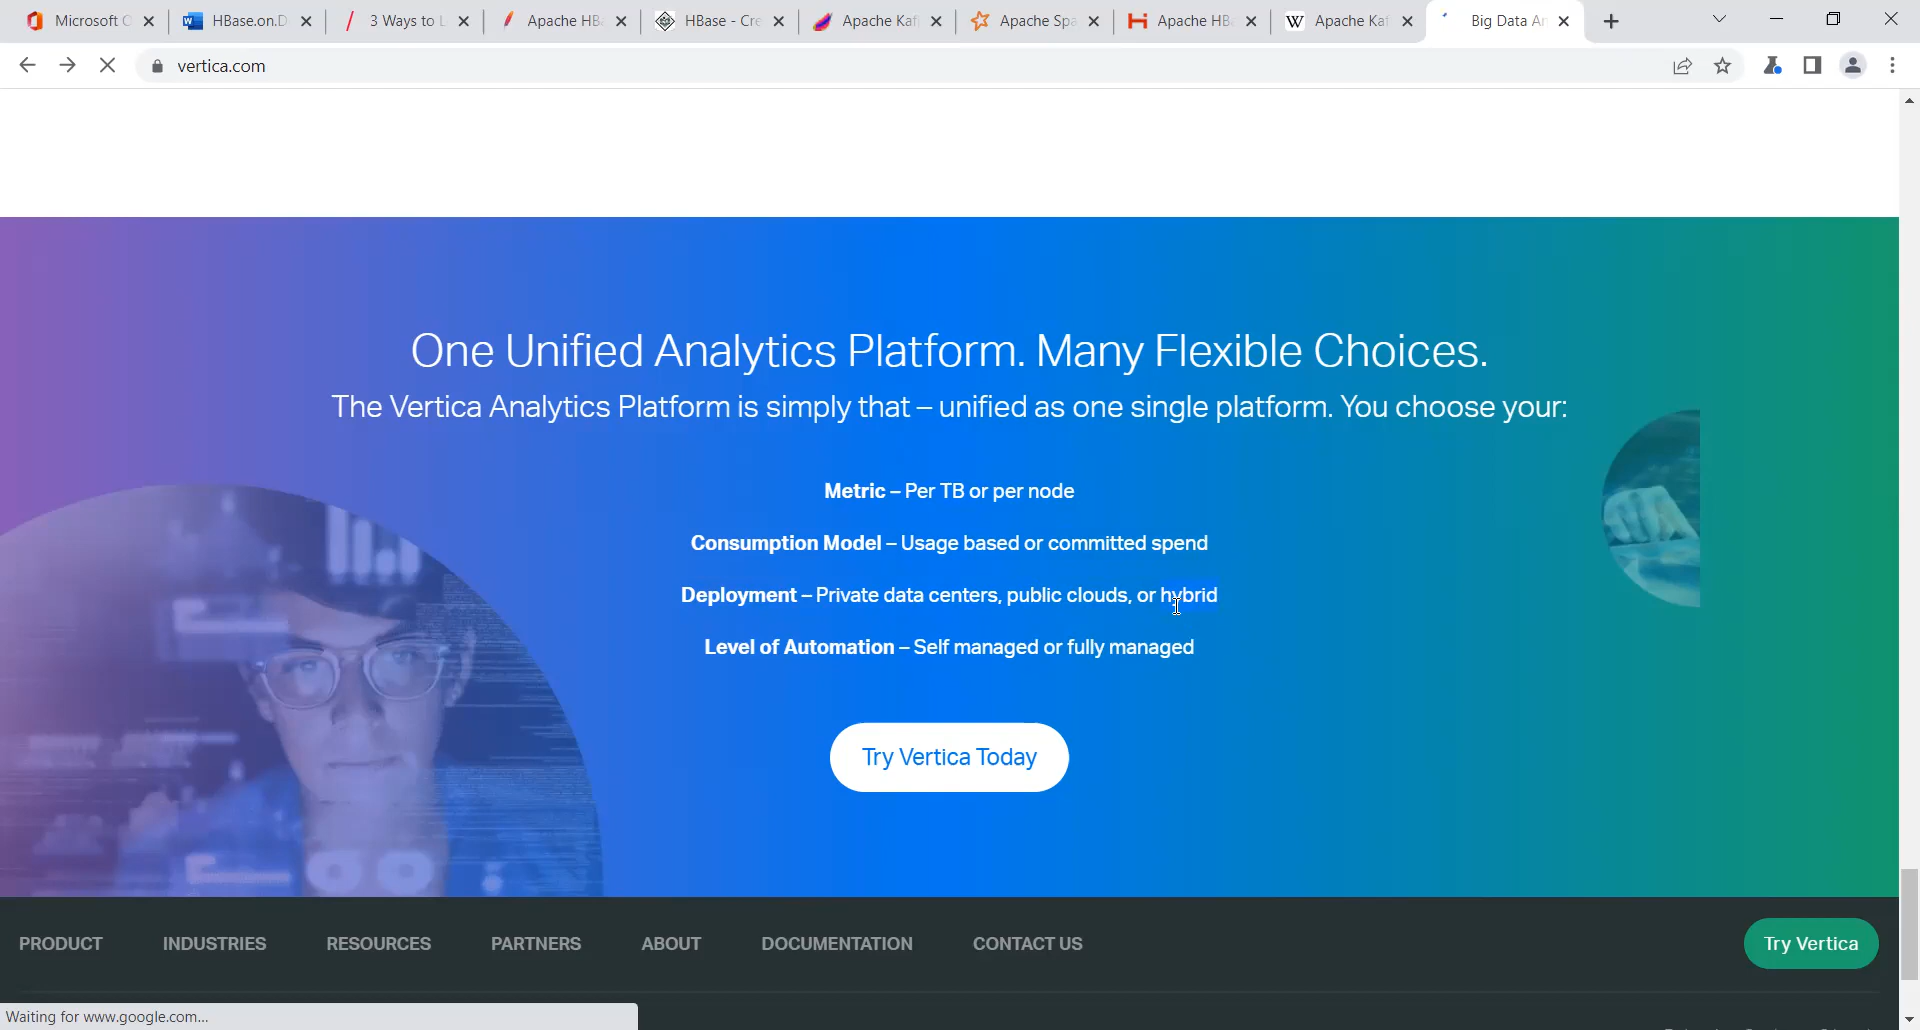 Microsoft O
HBase.on.D
3 Ways to L
Apache HBa
HBase - Cre
Apache Kaf
Apache Spa
Apache HBa
Apache Kaf
Big Data An
vertica.com
One Unified Analytics Platform. Many Flexible Choices.
The Vertica Analytics Platform is simply that – unified as one single platform. You choose your:
Metric – Per TB or per node
Consumption Model – Usage based or committed spend
Deployment – Private data centers, public clouds, or hybrid
Level of Automation – Self managed or fully managed
Try Vertica Today
PRODUCT INDUSTRIES RESOURCES PARTNERS ABOUT DOCUMENTATION CONTACT US Try Vertica
Waiting for www.google.com...